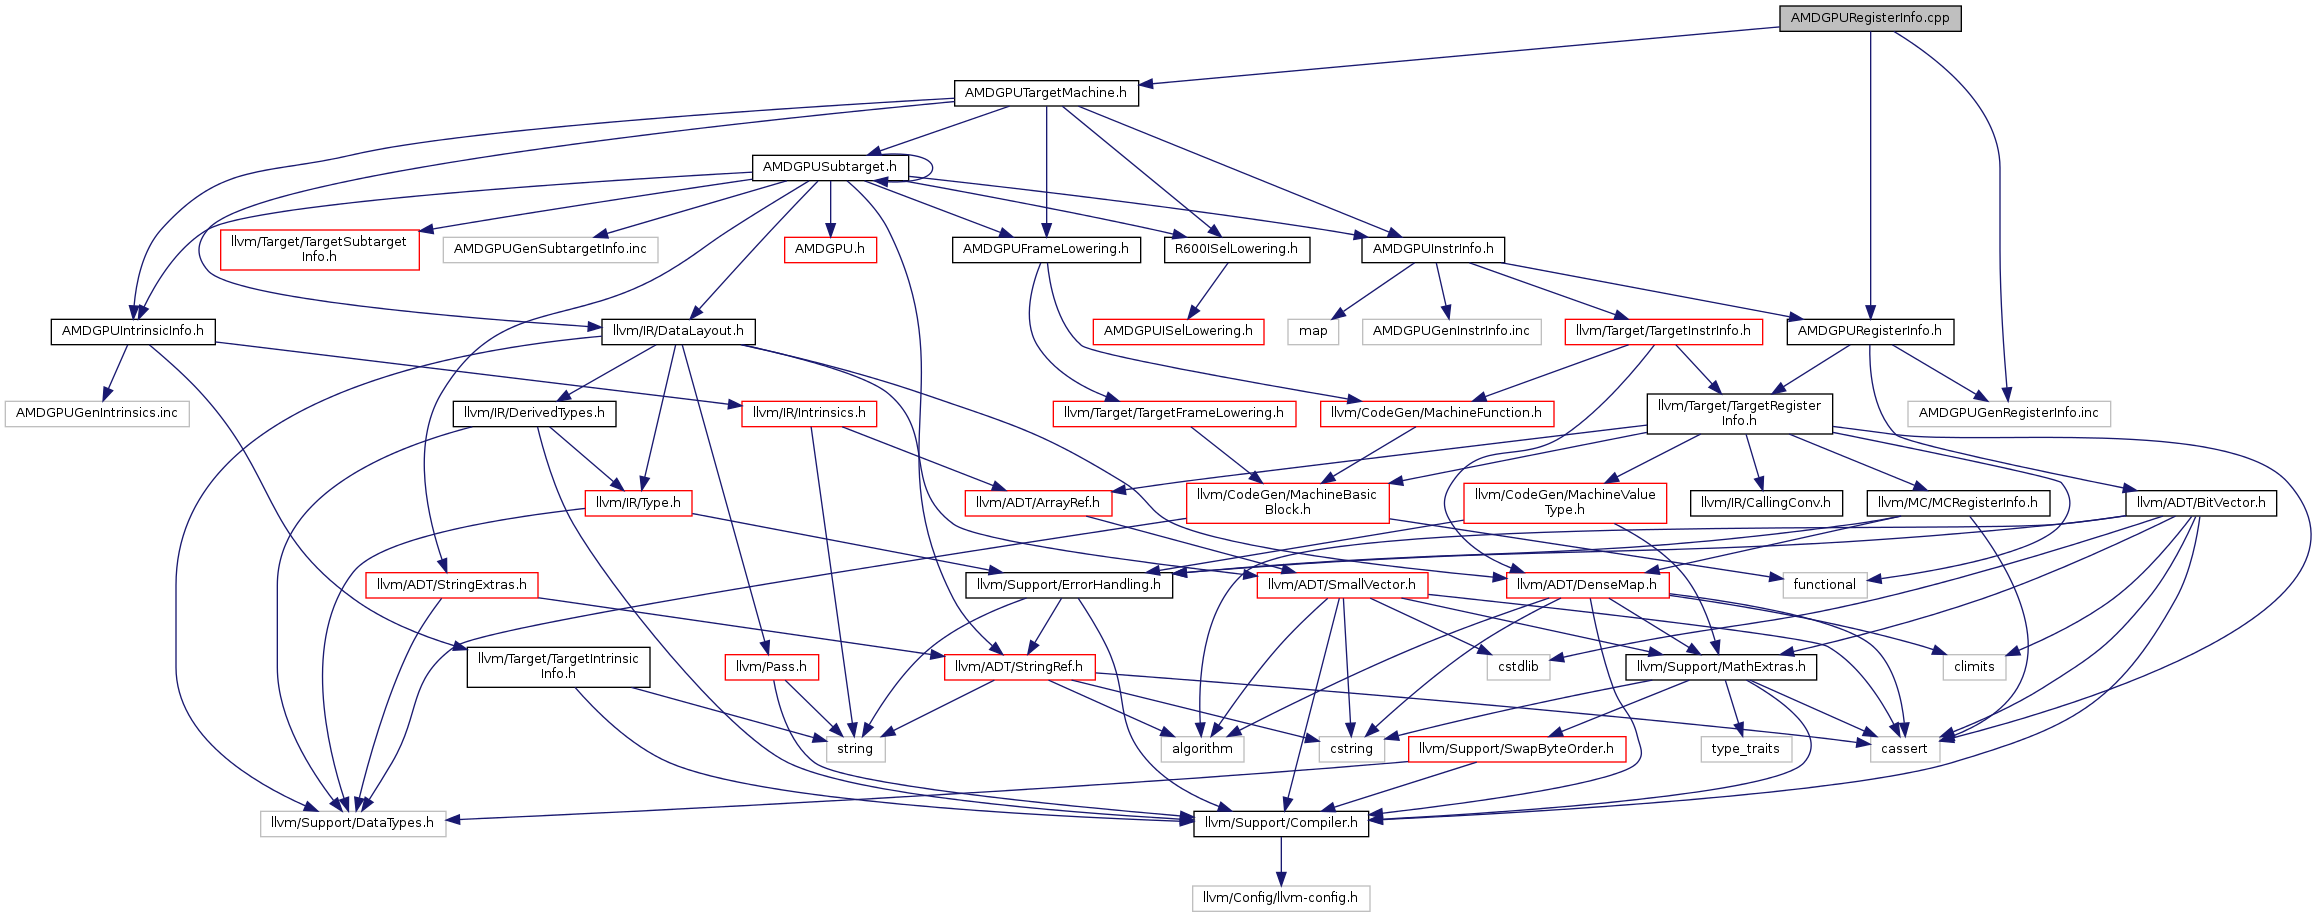 AMDGPURegisterInfo.cpp
AMDGPUTargetMachine.h
AMDGPUSubtarget.h
llvm/Target/TargetSubtarget
Info.h
AMDGPUGenSubtargetInfo.inc
AMDGPU.h
AMDGPUFrameLowering.h
R600ISelLowering.h
AMDGPUInstrInfo.h
AMDGPUIntrinsicInfo.h
llvm/IR/DataLayout.h
AMDGPUISelLowering.h
map
AMDGPUGenInstrInfo.inc
llvm/Target/TargetInstrInfo.h
AMDGPURegisterInfo.h
AMDGPUGenIntrinsics.inc
llvm/IR/DerivedTypes.h
llvm/IR/Intrinsics.h
llvm/Target/TargetFrameLowering.h
llvm/CodeGen/MachineFunction.h
llvm/Target/TargetRegister
Info.h
AMDGPUGenRegisterInfo.inc
llvm/IR/Type.h
llvm/ADT/ArrayRef.h
llvm/CodeGen/MachineBasic
Block.h
llvm/CodeGen/MachineValue
Type.h
llvm/IR/CallingConv.h
llvm/MC/MCRegisterInfo.h
llvm/ADT/BitVector.h
llvm/ADT/StringExtras.h
llvm/Support/ErrorHandling.h
llvm/ADT/SmallVector.h
llvm/ADT/DenseMap.h
functional
llvm/Target/TargetIntrinsic
Info.h
llvm/Pass.h
llvm/ADT/StringRef.h
cstdlib
llvm/Support/MathExtras.h
climits
string
algorithm
cstring
llvm/Support/SwapByteOrder.h
type_traits
cassert
llvm/Support/DataTypes.h
llvm/Support/Compiler.h
llvm/Config/llvm-config.h